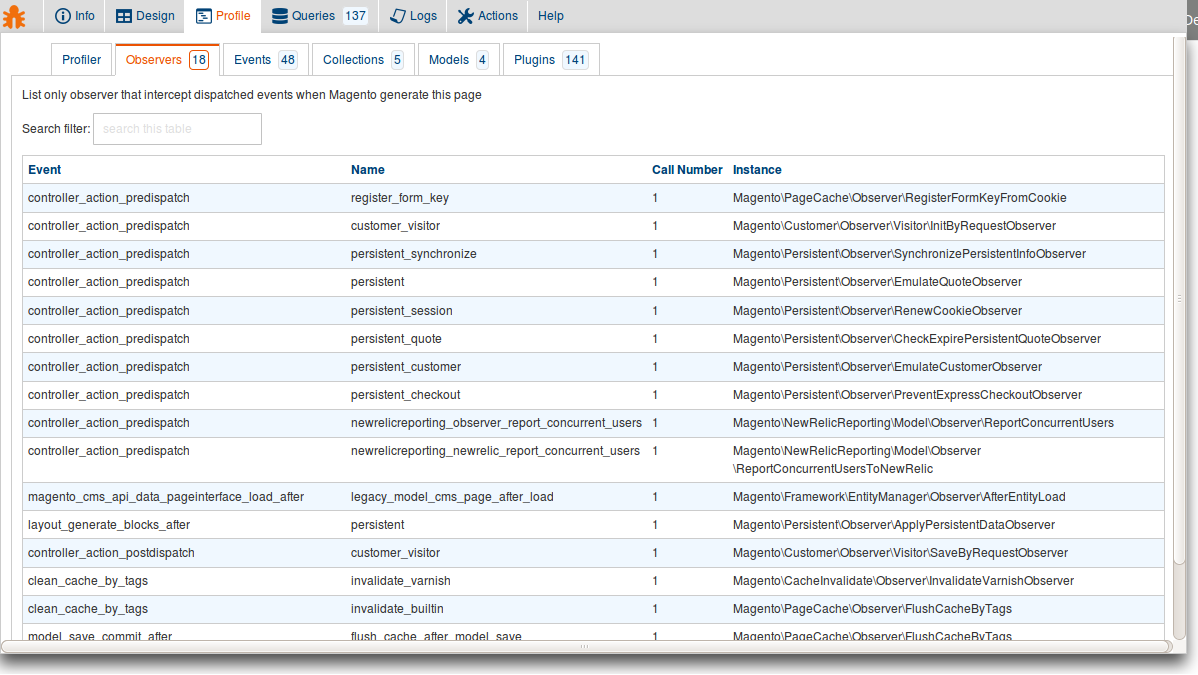 Info Design Profile Queries 137 Logs Actions Help
De
Profiler Observers 18 Events 48 Collections 5 Models 4 Plugins 141
List only observer that intercept dispatched events when Magento generate this page
Search filter: search this table
Event Name Call Number Instance
controller_action_predispatch register_form_key 1 Magento\PageCache\Observer\RegisterFormKeyFromCookie
controller_action_predispatch customer_visitor 1 Magento\Customer\Observer\Visitor\InitByRequestObserver
controller_action_predispatch persistent_synchronize 1 Magento\Persistent\Observer\SynchronizePersistentInfoObserver
controller_action_predispatch persistent 1 Magento\Persistent\Observer\EmulateQuoteObserver
controller_action_predispatch persistent_session 1 Magento\Persistent\Observer\RenewCookieObserver
controller_action_predispatch persistent_quote 1 Magento\Persistent\Observer\CheckExpirePersistentQuoteObserver
controller_action_predispatch persistent_customer 1 Magento\Persistent\Observer\EmulateCustomerObserver
controller_action_predispatch persistent_checkout 1 Magento\Persistent\Observer\PreventExpressCheckoutObserver
controller_action_predispatch newrelicreporting_observer_report_concurrent_users 1 Magento\NewRelicReporting\Model\Observer\ReportConcurrentUsers
controller_action_predispatch newrelicreporting_newrelic_report_concurrent_users 1 Magento\NewRelicReporting\Model\Observer
\ReportConcurrentUsersToNewRelic
magento_cms_api_data_pageinterface_load_after legacy_model_cms_page_after_load 1 Magento\Framework\EntityManager\Observer\AfterEntityLoad
layout_generate_blocks_after persistent 1 Magento\Persistent\Observer\ApplyPersistentDataObserver
controller_action_postdispatch customer_visitor 1 Magento\Customer\Observer\Visitor\SaveByRequestObserver
clean_cache_by_tags invalidate_varnish 1 Magento\CacheInvalidate\Observer\InvalidateVarnishObserver
clean_cache_by_tags invalidate_builtin 1 Magento\PageCache\Observer\FlushCacheByTags
model_save_commit_after flush_cache_after_model_save 1 Magento\PageCache\Observer\FlushCacheByTags